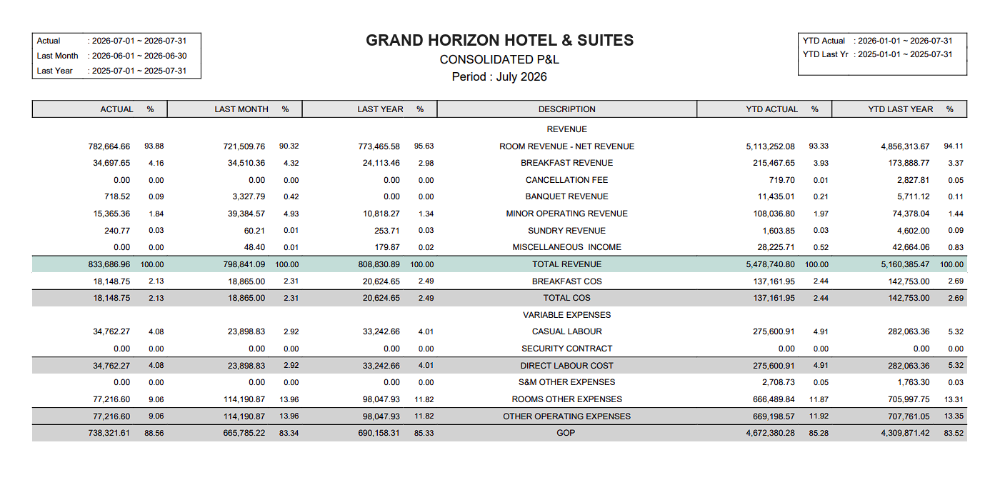 Actual : 2026-07-01 ~ 2026-07-31
Last Month : 2026-06-01 ~ 2026-06-30
Last Year : 2025-07-01 ~ 2025-07-31
GRAND HORIZON HOTEL & SUITES
CONSOLIDATED P&L
Period : July 2026
YTD Actual : 2026-01-01 ~ 2026-07-31
YTD Last Yr : 2025-01-01 ~ 2025-07-31
ACTUAL % LAST MONTH % LAST YEAR % DESCRIPTION YTD ACTUAL % YTD LAST YEAR %
REVENUE
782,664.66 93.88 721,509.76 90.32 773,465.58 95.63 ROOM REVENUE - NET REVENUE 5,113,252.08 93.33 4,856,313.67 94.11
34,697.65 4.16 34,510.36 4.32 24,113.46 2.98 BREAKFAST REVENUE 215,467.65 3.93 173,888.77 3.37
0.00 0.00 0.00 0.00 0.00 0.00 CANCELLATION FEE 719.70 0.01 2,827.81 0.05
718.52 0.09 3,327.79 0.42 0.00 0.00 BANQUET REVENUE 11,435.01 0.21 5,711.12 0.11
15,365.36 1.84 39,384.57 4.93 10,818.27 1.34 MINOR OPERATING REVENUE 108,036.80 1.97 74,378.04 1.44
240.77 0.03 60.21 0.01 253.71 0.03 SUNDRY REVENUE 1,603.85 0.03 4,602.00 0.09
0.00 0.00 48.40 0.01 179.87 0.02 MISCELLANEOUS INCOME 28,225.71 0.52 42,664.06 0.83
833,686.96 100.00 798,841.09 100.00 808,830.89 100.00 TOTAL REVENUE 5,478,740.80 100.00 5,160,385.47 100.00
18,148.75 2.13 18,865.00 2.31 20,624.65 2.49 BREAKFAST COS 137,161.95 2.44 142,753.00 2.69
18,148.75 2.13 18,865.00 2.31 20,624.65 2.49 TOTAL COS 137,161.95 2.44 142,753.00 2.69
VARIABLE EXPENSES
34,762.27 4.08 23,898.83 2.92 33,242.66 4.01 CASUAL LABOUR 275,600.91 4.91 282,063.36 5.32
0.00 0.00 0.00 0.00 0.00 0.00 SECURITY CONTRACT 0.00 0.00 0.00 0.00
34,762.27 4.08 23,898.83 2.92 33,242.66 4.01 DIRECT LABOUR COST 275,600.91 4.91 282,063.36 5.32
0.00 0.00 0.00 0.00 0.00 0.00 S&M OTHER EXPENSES 2,708.73 0.05 1,763.30 0.03
77,216.60 9.06 114,190.87 13.96 98,047.93 11.82 ROOMS OTHER EXPENSES 666,489.84 11.87 705,997.75 13.31
77,216.60 9.06 114,190.87 13.96 98,047.93 11.82 OTHER OPERATING EXPENSES 669,198.57 11.92 707,761.05 13.35
738,321.61 88.56 665,785.22 83.34 690,158.31 85.33 GOP 4,672,380.28 85.28 4,309,871.42 83.52